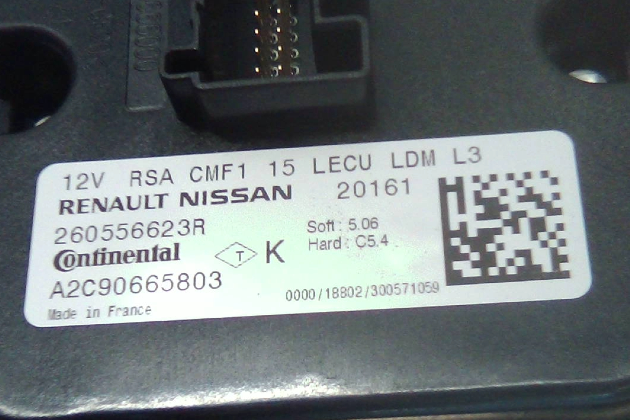 12V RSA CMF1 15 LECU LDM L3
RENAULT NISSAN 20161
260556623R
Soft : 5.06
Continental
T K
Hard : C5.4
A2C90665803
0000/18802/300571059
Made in France